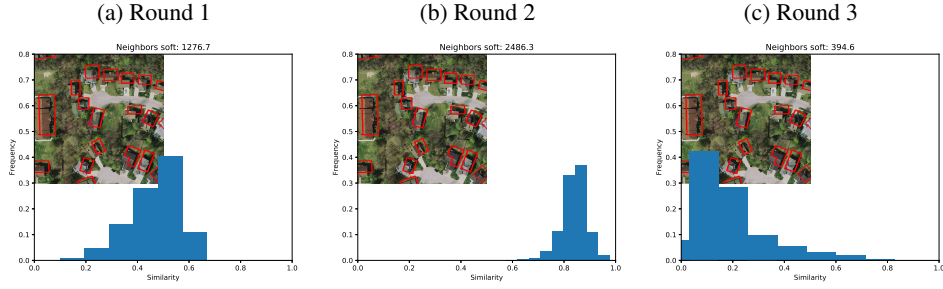 (a) Round 1
(b) Round 2
(c) Round 3
Neighbors soft: 1276.7
Neighbors soft: 2486.3
Neighbors soft: 394.6
0.8
0.7
0.6
0.5
0.4
0.3
0.2
0.1
0.0
Frequency
0.0 0.2 0.4 0.6 0.8 1.0
Similarity
0.8
0.7
0.6
0.5
0.4
0.3
0.2
0.1
0.0
Frequency
0.0 0.2 0.4 0.6 0.8 1.0
Similarity
0.8
0.7
0.6
0.5
0.4
0.3
0.2
0.1
0.0
Frequency
0.0 0.2 0.4 0.6 0.8 1.0
Similarity